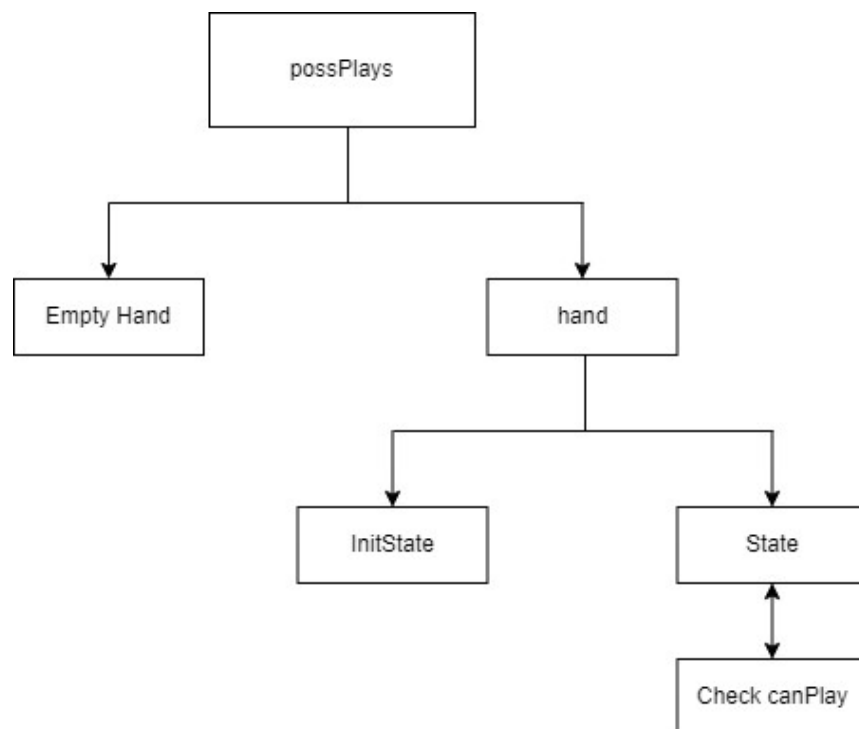 possPlays
Empty Hand
hand
InitState
State
Check canPlay